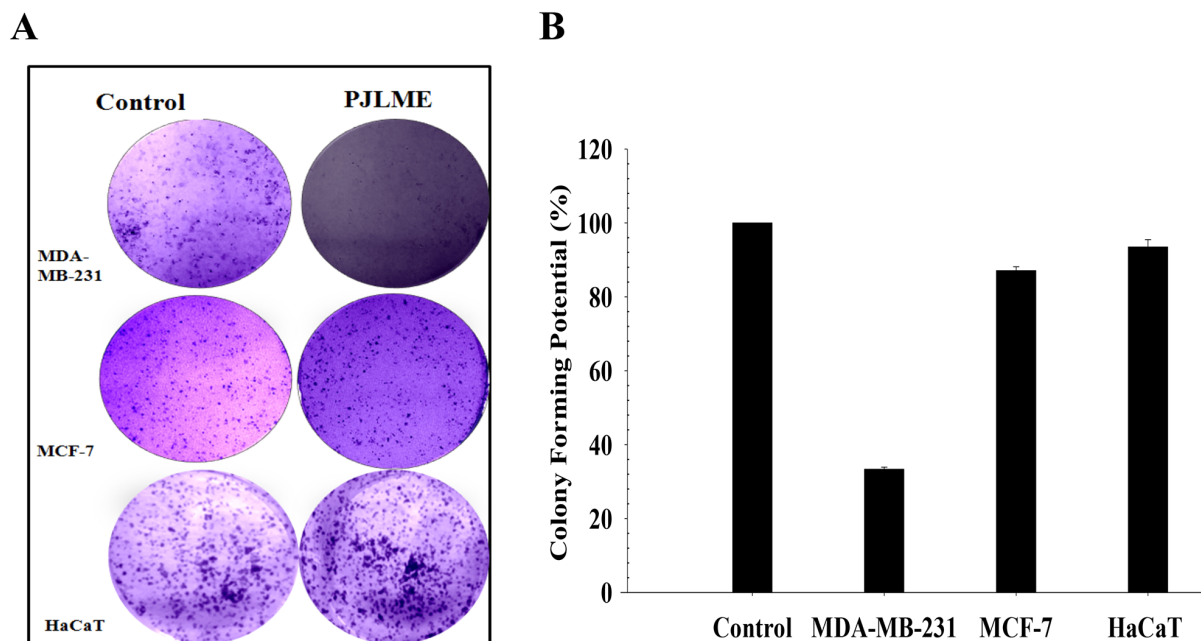 A
Control PJLME
MDA-
MB-231
MCF-7
HaCaT
B
Colony Forming Potential (%)
120
100
80
60
40
20
0
Control MDA-MB-231 MCF-7 HaCaT